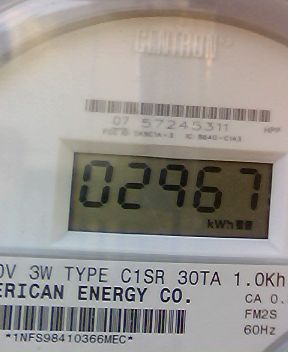 CENTRON
07 57245311
HPP
02967
kWh
0V 3W TYPE C1SR 30TA 1.0Kh
ERICAN ENERGY CO.
CA 0.
FM2S
60Hz
*1NFS98410366MEC*